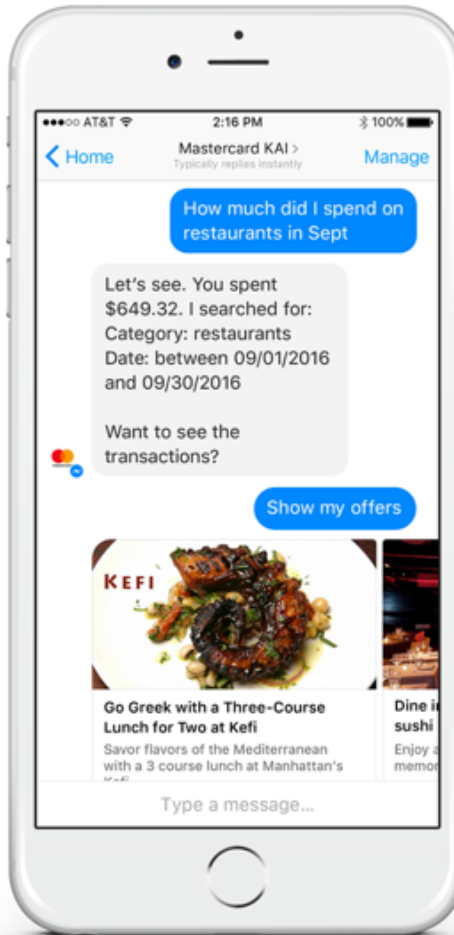 AT&T 2:16 PM 100%
Home Mastercard KAI > Manage
Typically replies instantly
How much did I spend on
restaurants in Sept
Let's see. You spent
$649.32. I searched for:
Category: restaurants
Date: between 09/01/2016
and 09/30/2016
Want to see the
transactions?
Show my offers
KEFI
Go Greek with a Three-Course
Lunch for Two at Kefi
Savor flavors of the Mediterranean
with a 3 course lunch at Manhattan's
Dine
sushi
Enjoy
Type a message...